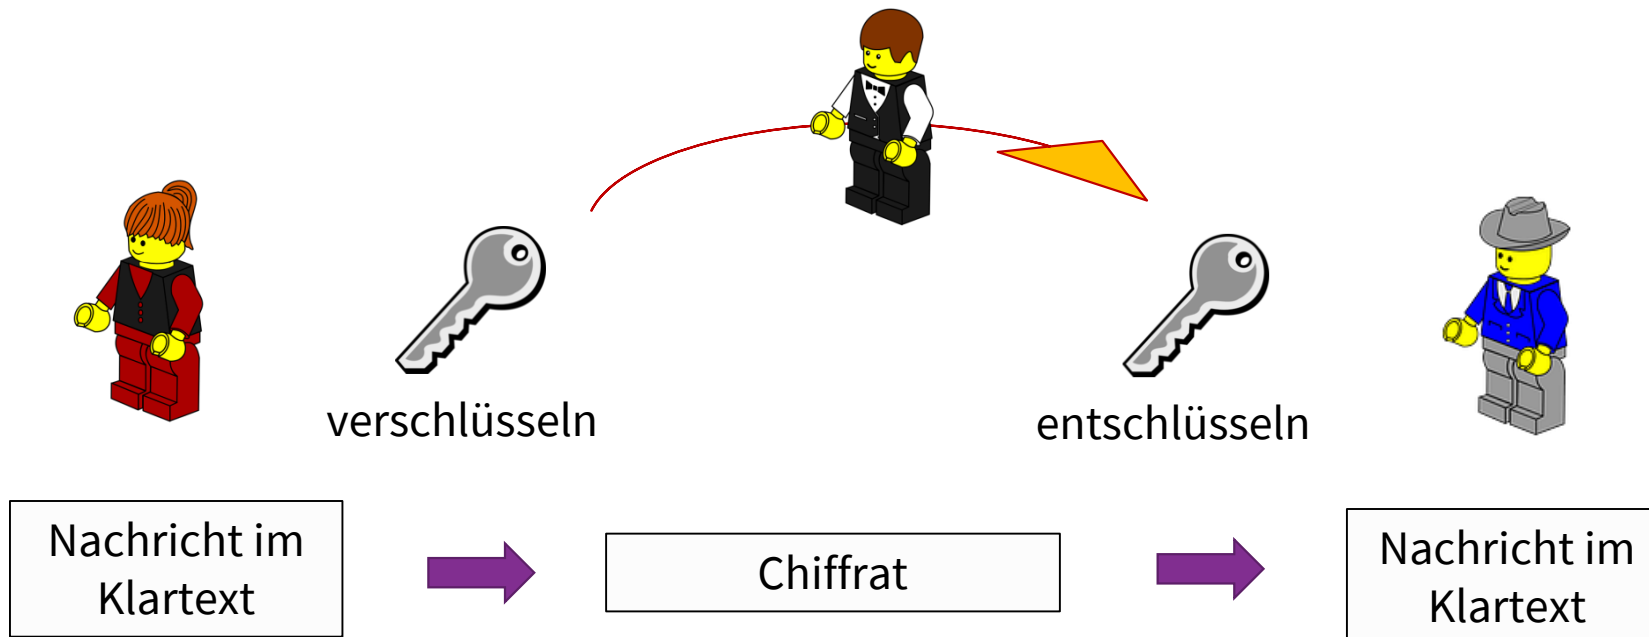 verschlüsseln
entschlüsseln
Nachricht im
Klartext
Chiffrat
Nachricht im
Klartext